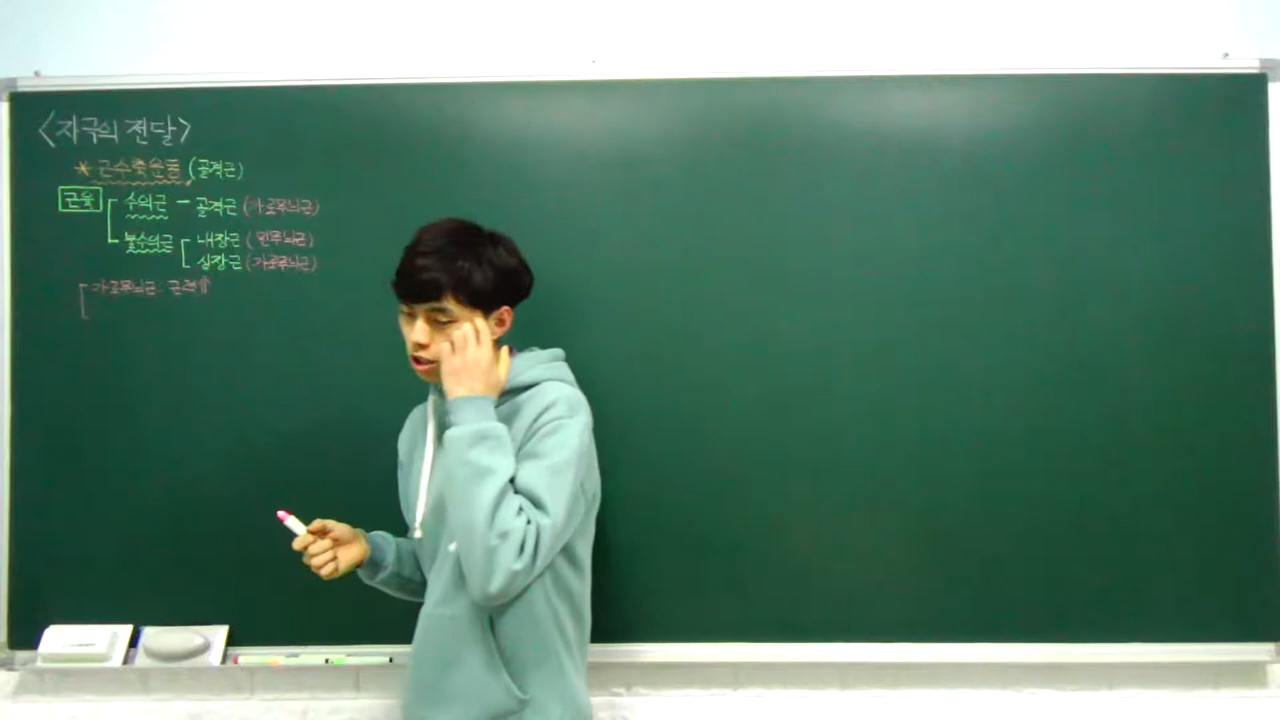 <자극의 전달>
* 근수축운동 (골격근)
근육 수의근 - 골격근 (가로무늬근)
불수의근 내장근 (민무늬근)
심장근 (가로무늬근)
가로무늬근: 근력⇑